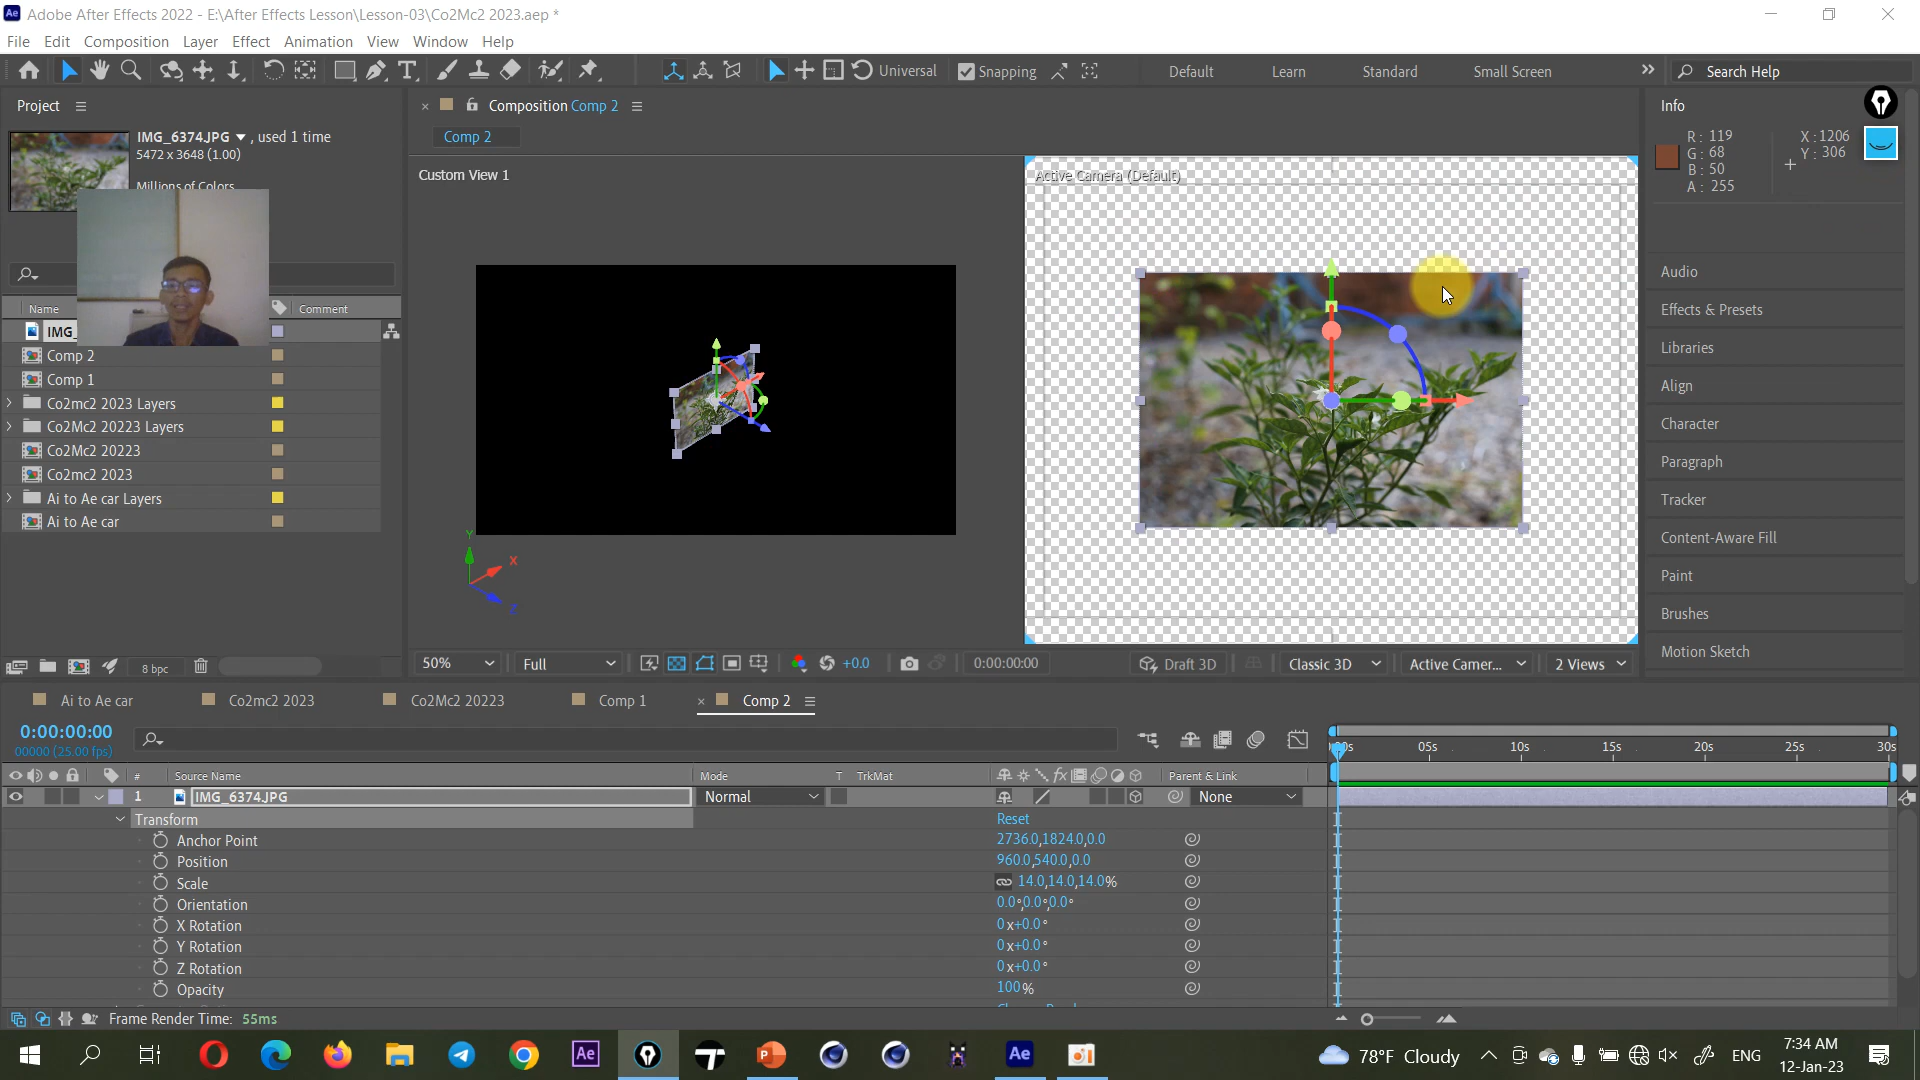 Adobe After Effects 2022 - E:\After Effects Lesson\Lesson-03\Co2Mc2 2023.aep *
File Edit Composition Layer Effect Animation View Window Help
Universal Snapping Default Learn Standard Small Screen Search Help
Project
IMG_6374.JPG , used 1 time
5472 x 3648 (1.00)
Millions of Colors
Name Comment
IMG_
Comp 2
Comp 1
Co2mc2 2023 Layers
Co2Mc2 20223 Layers
Co2Mc2 20223
Co2mc2 2023
Ai to Ae car Layers
Ai to Ae car
8 bpc
Composition Comp 2
Comp 2
Custom View 1
Active Camera (Default)
Y
X
Z
50% Full +0.0 0:00:00:00 Draft 3D Classic 3D Active Camer... 2 Views
Info
R : 119
G : 68
B : 50
A : 255
X : 1206
Y : 306
Audio
Effects & Presets
Libraries
Align
Character
Paragraph
Tracker
Content-Aware Fill
Paint
Brushes
Motion Sketch
Ai to Ae car Co2mc2 2023 Co2Mc2 20223 Comp 1 Comp 2
0:00:00:00
00000 (25.00 fps)
05s 10s 15s 20s 25s 30s
# Source Name Mode T TrkMat Parent & Link
1 IMG_6374.JPG Normal None
Transform Reset
Anchor Point 2736.0,1824.0,0.0
Position 960.0,540.0,0.0
Scale 14.0,14.0,14.0%
Orientation 0.0°,0.0°,0.0°
X Rotation 0x+0.0°
Y Rotation 0x+0.0°
Z Rotation 0x+0.0°
Opacity 100%
Frame Render Time: 55ms
78°F Cloudy ENG
7:34 AM
12-Jan-23